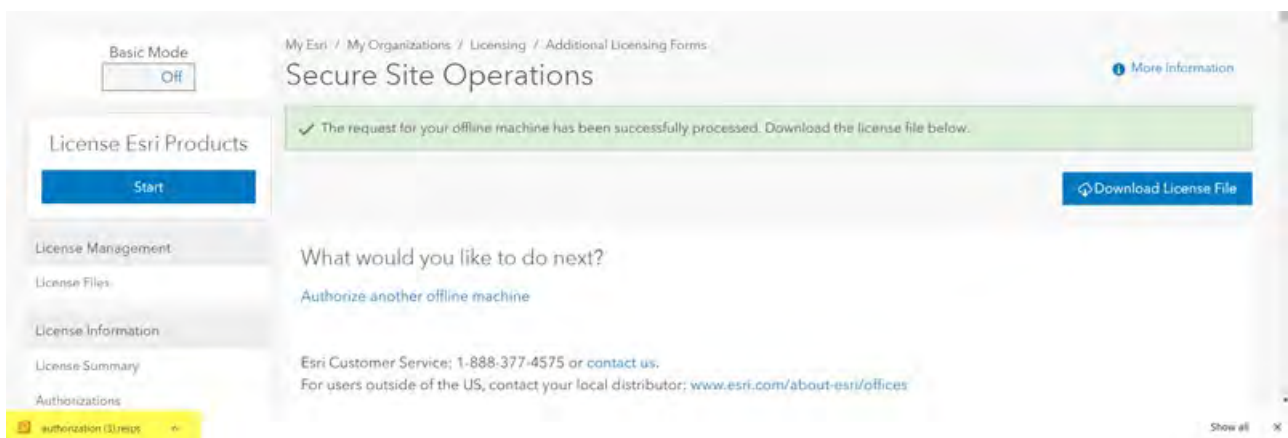 Basic Mode
Off
License Esri Products
Start
License Management
License Files
License Information
License Summary
Authorizations
My Esri / My Organizations / Licensing / Additional Licensing Forms
Secure Site Operations
More Information
The request for your offline machine has been successfully processed. Download the license file below.
Download License File
What would you like to do next?
Authorize another offline machine
Esri Customer Service: 1-888-377-4575 or contact us.
For users outside of the US, contact your local distributor: www.esri.com/about-esri/offices
authorization (3).resps
Show all